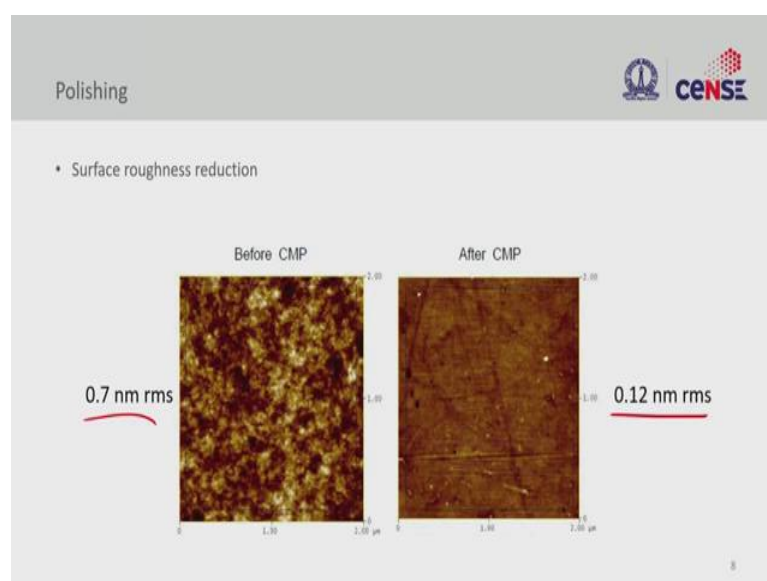 Polishing
CeNSE
• Surface roughness reduction
Before CMP
After CMP
2.00
2.00
0.7 nm rms
1.00
1.00
0.12 nm rms
0
0
0
1.00
2.00 µm
0
1.00
2.00 µm
8